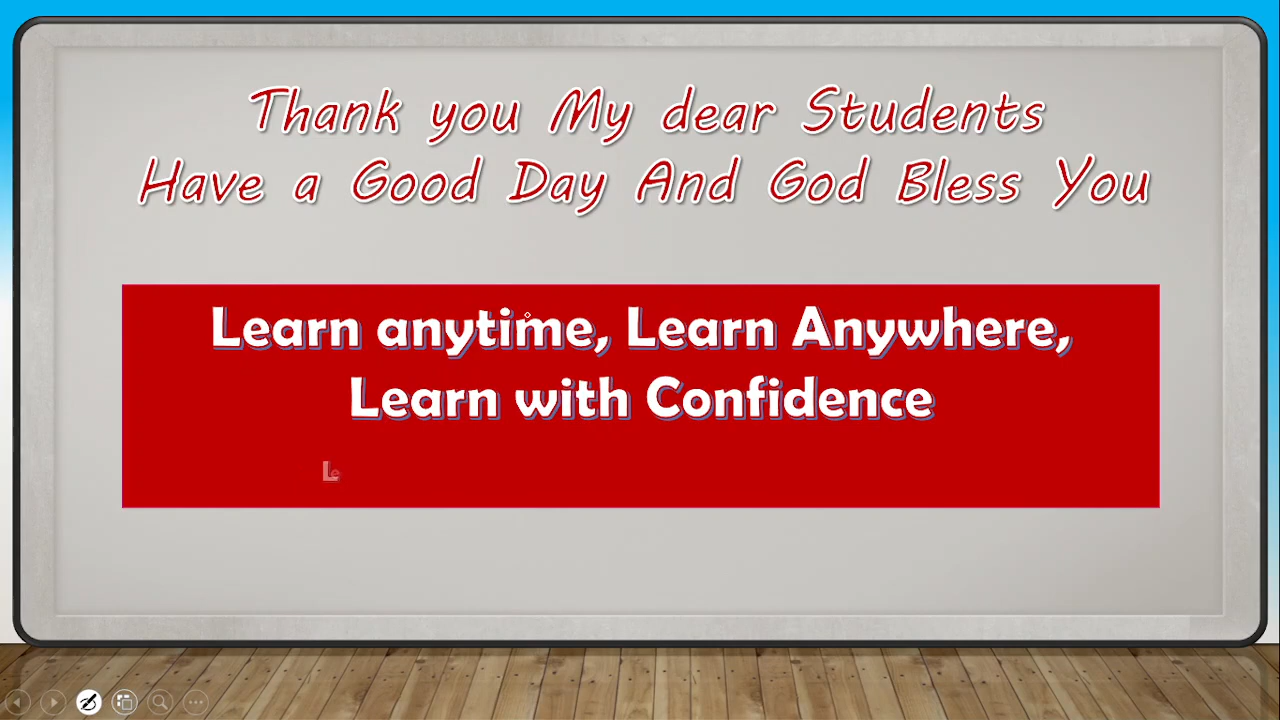 Thank you My dear Students
Have a Good Day And God Bless You
Learn anytime, Learn Anywhere,
Learn with Confidence
Le